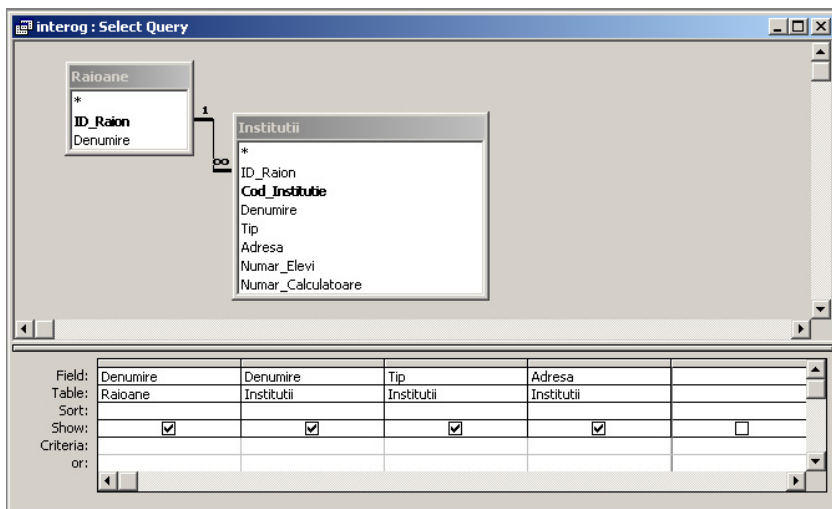 interog : Select Query
Raioane
*
ID_Raion
Denumire
1
∞
Institutii
*
ID_Raion
Cod_Institutie
Denumire
Tip
Adresa
Numar_Elevi
Numar_Calculatoare
Field: Denumire Denumire Tip Adresa
Table: Raioane Institutii Institutii Institutii
Sort:
Show:
Criteria:
or: